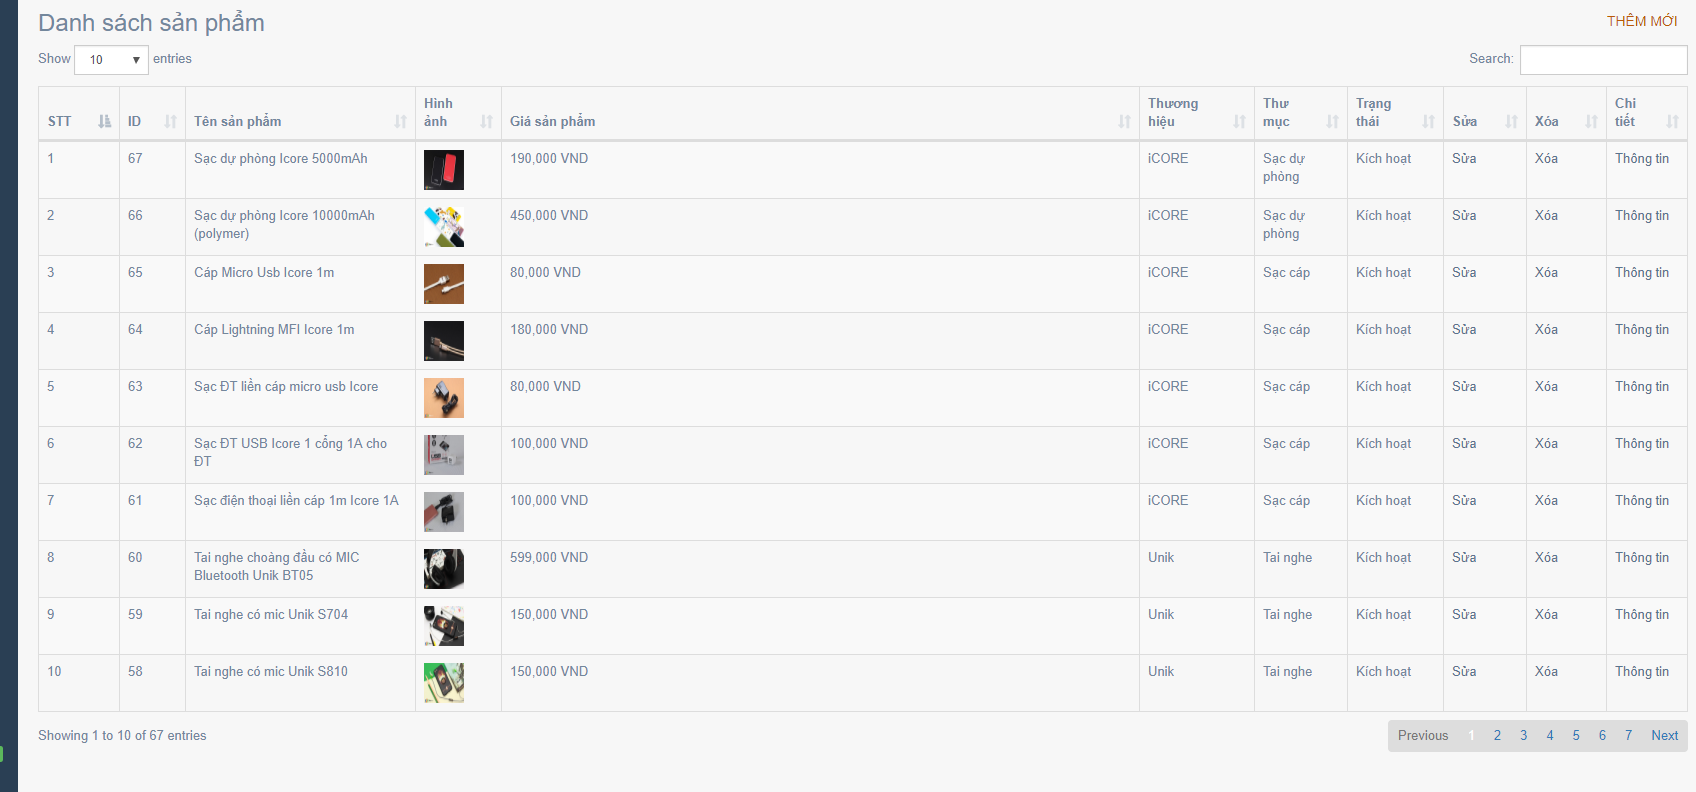 Danh sách sản phẩm
THÊM MỚI
Show 10 entries
Search:
STT ID Tên sản phẩm Hình ảnh Giá sản phẩm Thương hiệu Thư mục Trạng thái Sửa Xóa Chi tiết
1 67 Sạc dự phòng Icore 5000mAh 190,000 VND iCORE Sạc dự phòng Kích hoạt Sửa Xóa Thông tin
2 66 Sạc dự phòng Icore 10000mAh (polymer) 450,000 VND iCORE Sạc dự phòng Kích hoạt Sửa Xóa Thông tin
3 65 Cáp Micro Usb Icore 1m 80,000 VND iCORE Sạc cáp Kích hoạt Sửa Xóa Thông tin
4 64 Cáp Lightning MFI Icore 1m 180,000 VND iCORE Sạc cáp Kích hoạt Sửa Xóa Thông tin
5 63 Sạc ĐT liền cáp micro usb Icore 80,000 VND iCORE Sạc cáp Kích hoạt Sửa Xóa Thông tin
6 62 Sạc ĐT USB Icore 1 cổng 1A cho ĐT 100,000 VND iCORE Sạc cáp Kích hoạt Sửa Xóa Thông tin
7 61 Sạc điện thoại liền cáp 1m Icore 1A 100,000 VND iCORE Sạc cáp Kích hoạt Sửa Xóa Thông tin
8 60 Tai nghe choàng đầu có MIC Bluetooth Unik BT05 599,000 VND Unik Tai nghe Kích hoạt Sửa Xóa Thông tin
9 59 Tai nghe có mic Unik S704 150,000 VND Unik Tai nghe Kích hoạt Sửa Xóa Thông tin
10 58 Tai nghe có mic Unik S810 150,000 VND Unik Tai nghe Kích hoạt Sửa Xóa Thông tin
Showing 1 to 10 of 67 entries
Previous 1 2 3 4 5 6 7 Next